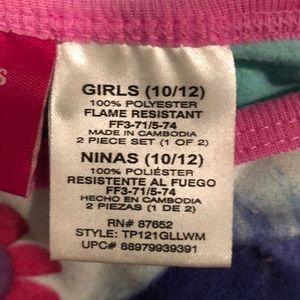 s
GIRLS (10/12)
100% POLYESTER
FLAME RESISTANT
FF3-71/5-74
MADE IN CAMBODIA
2 PIECE SET (1 OF 2)
NINAS (10/12)
100% POLIÉSTER
RESISTENTE AL FUEGO
FF3-71/5-74
HECHO EN CAMBODIA
2 PIEZAS (1 DE 2)
RN# 87652
STYLE: TP121GLLWM
UPC# 88979939391